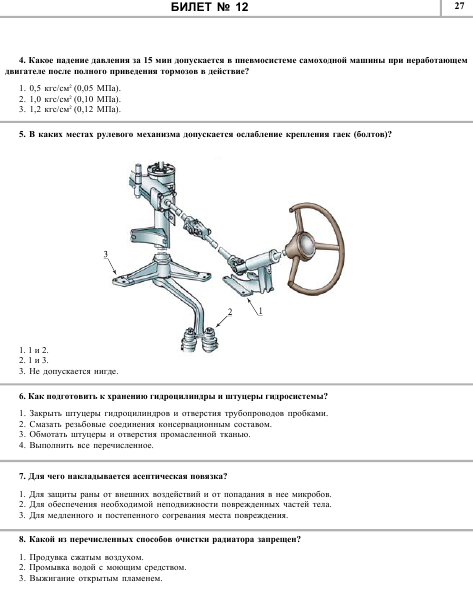 БИЛЕТ № 12
27
4. Какое падение давления за 15 мин допускается в пневмосистеме самоходной машины при неработающем
двигателе после полного приведения тормозов в действие?
1. 0,5 кгс/см² (0,05 МПа).
2. 1,0 кгс/см² (0,10 МПа).
3. 1,2 кгс/см² (0,12 МПа).
5. В каких местах рулевого механизма допускается ослабление крепления гаек (болтов)?
3
2
1
1. 1 и 2.
2. 1 и 3.
3. Не допускается нигде.
6. Как подготовить к хранению гидроцилиндры и штуцеры гидросистемы?
1. Закрыть штуцеры гидроцилиндров и отверстия трубопроводов пробками.
2. Смазать резьбовые соединения консервационным составом.
3. Обмотать штуцеры и отверстия промасленной тканью.
4. Выполнить все перечисленное.
7. Для чего накладывается асептическая повязка?
1. Для защиты раны от внешних воздействий и от попадания в нее микробов.
2. Для обеспечения необходимой неподвижности поврежденных частей тела.
3. Для медленного и постепенного согревания места повреждения.
8. Какой из перечисленных способов очистки радиатора запрещен?
1. Продувка сжатым воздухом.
2. Промывка водой с моющим средством.
3. Выжигание открытым пламенем.